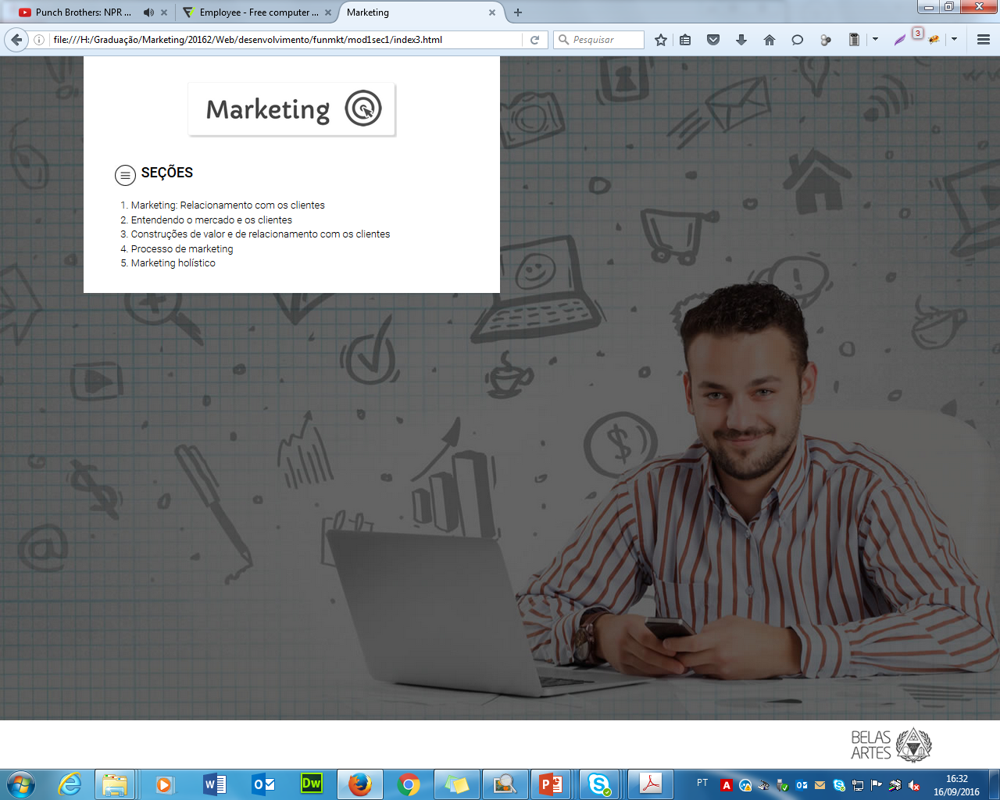 Punch Brothers: NPR ...
Employee - Free computer ...
Marketing
file:///H:/Graduação/Marketing/20162/Web/desenvolvimento/funmkt/mod1sec1/index3.html
Pesquisar
3
Marketing
SEÇÕES
1. Marketing: Relacionamento com os clientes
2. Entendendo o mercado e os clientes
3. Construções de valor e de relacionamento com os clientes
4. Processo de marketing
5. Marketing holístico
BELAS
ARTES
PT
16:32
16/09/2016